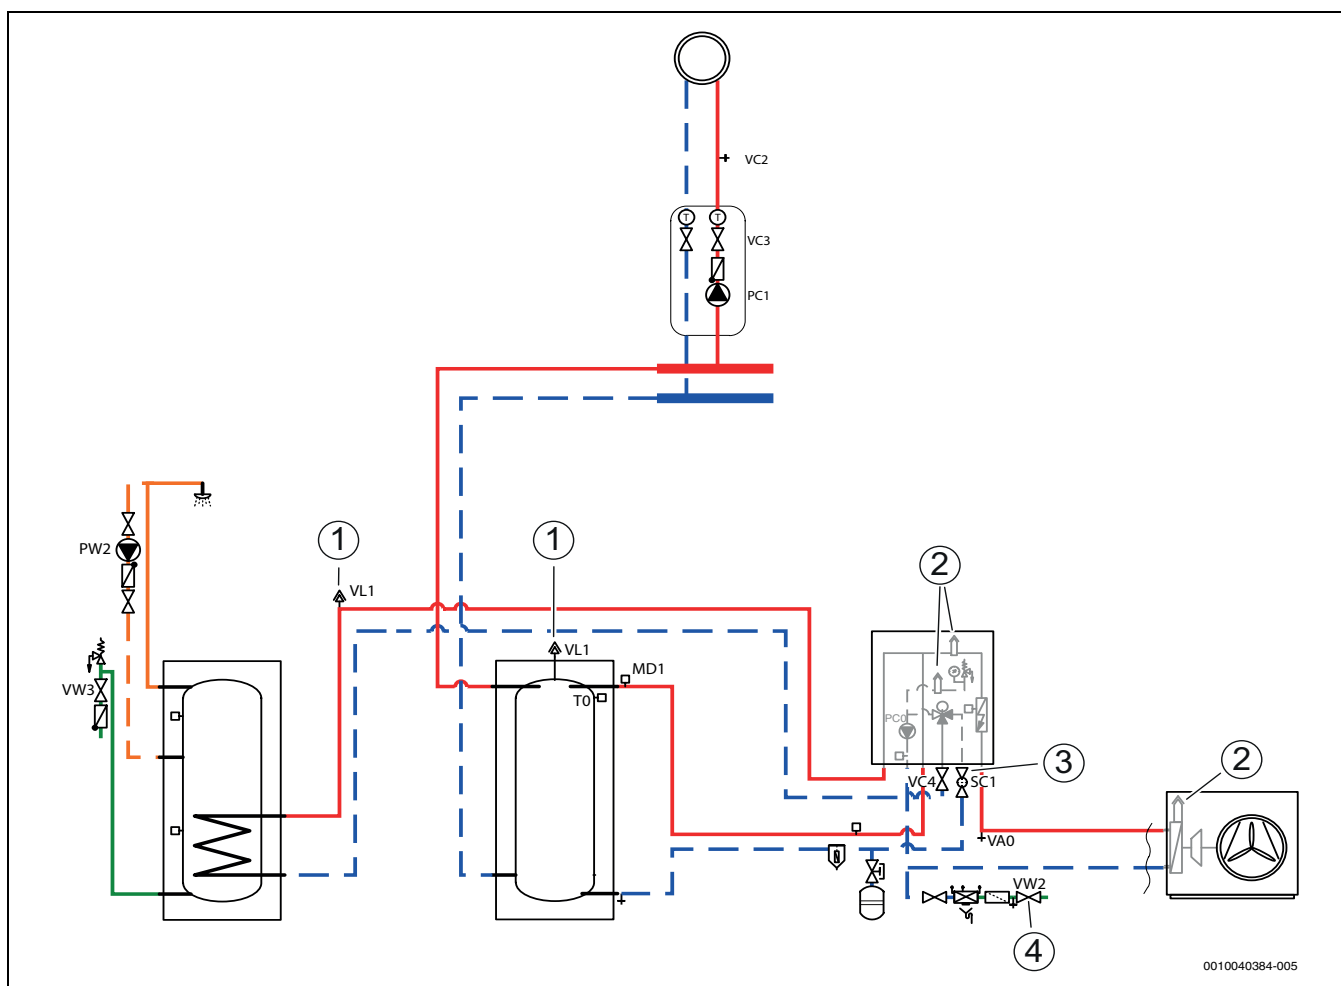 VC2
T T
VC3
PC1
PW2
1
1
VL1
VL1
2
MD1
VW3
T0
PC0
3
VC4
SC1
2
VA0
VW2
4
0010040384-005